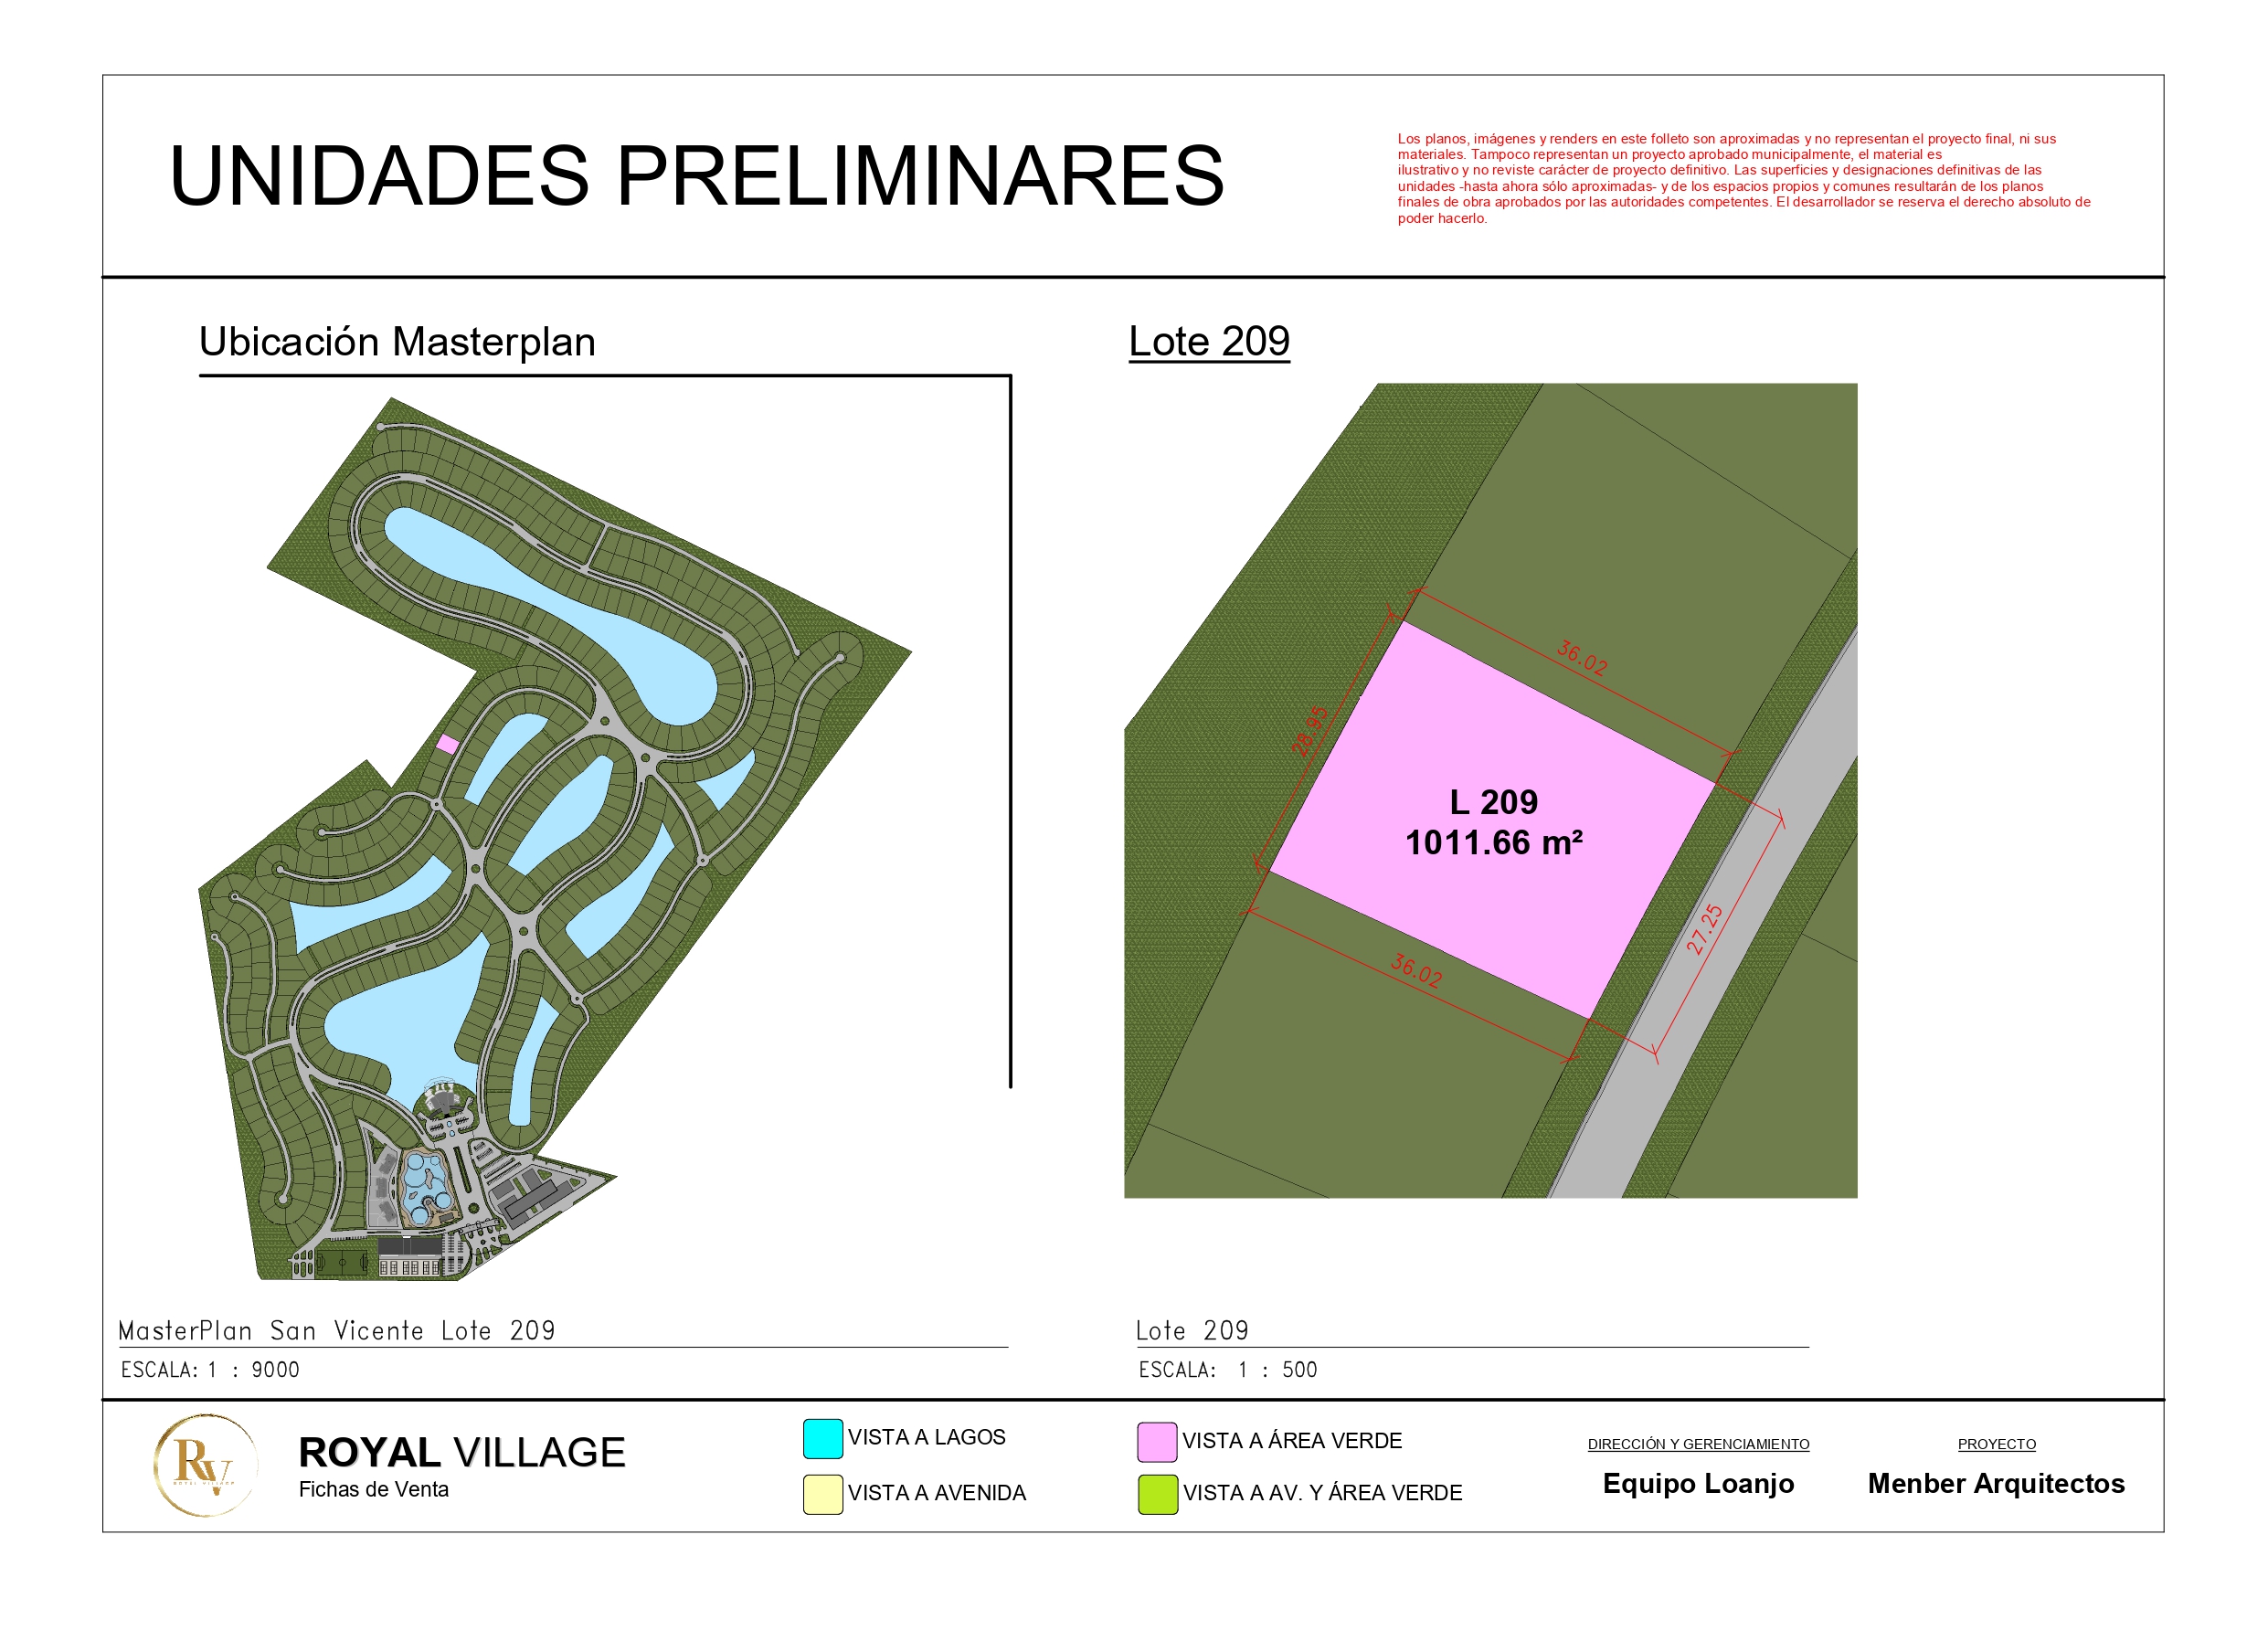 UNIDADES PRELIMINARES
Los planos, imágenes y renders en este folleto son aproximadas y no representan el proyecto final, ni sus
materiales. Tampoco representan un proyecto aprobado municipalmente, el material es
ilustrativo y no reviste carácter de proyecto definitivo. Las superficies y designaciones definitivas de las
unidades -hasta ahora sólo aproximadas- y de los espacios propios y comunes resultarán de los planos
finales de obra aprobados por las autoridades competentes. El desarrollador se reserva el derecho absoluto de
poder hacerlo.
Ubicación Masterplan
Lote 209
36.02
28.95
L 209
1011.66 m²
27.25
36.02
MasterPlan San Vicente Lote 209
ESCALA: 1 : 9000
Lote 209
ESCALA: 1 : 500
RV
ROYAL VILLAGE
ROYAL VILLAGE
Fichas de Venta
VISTA A LAGOS
VISTA A AVENIDA
VISTA A ÁREA VERDE
VISTA A AV. Y ÁREA VERDE
DIRECCIÓN Y GERENCIAMIENTO
Equipo Loanjo
PROYECTO
Menber Arquitectos